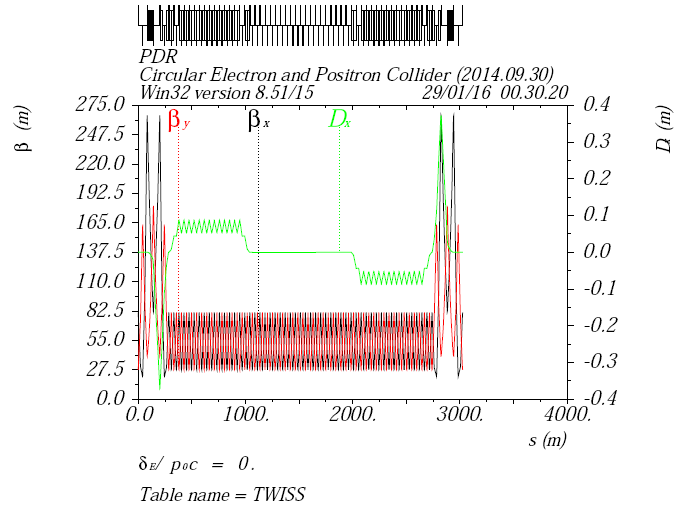 PDR
Circular Electron and Positron Collider (2014.09.30)
Win32 version 8.51/15 29/01/16 00.30.20
β (m)
275.0
247.5
220.0
192.5
165.0
137.5
110.0
82.5
55.0
27.5
0.0
βy βx Dx
Dx (m)
0.4
0.3
0.2
0.1
0.0
-0.1
-0.2
-0.3
-0.4
0.0 1000. 2000. 3000. 4000.
s (m)
δE/ p0c = 0.
Table name = TWISS